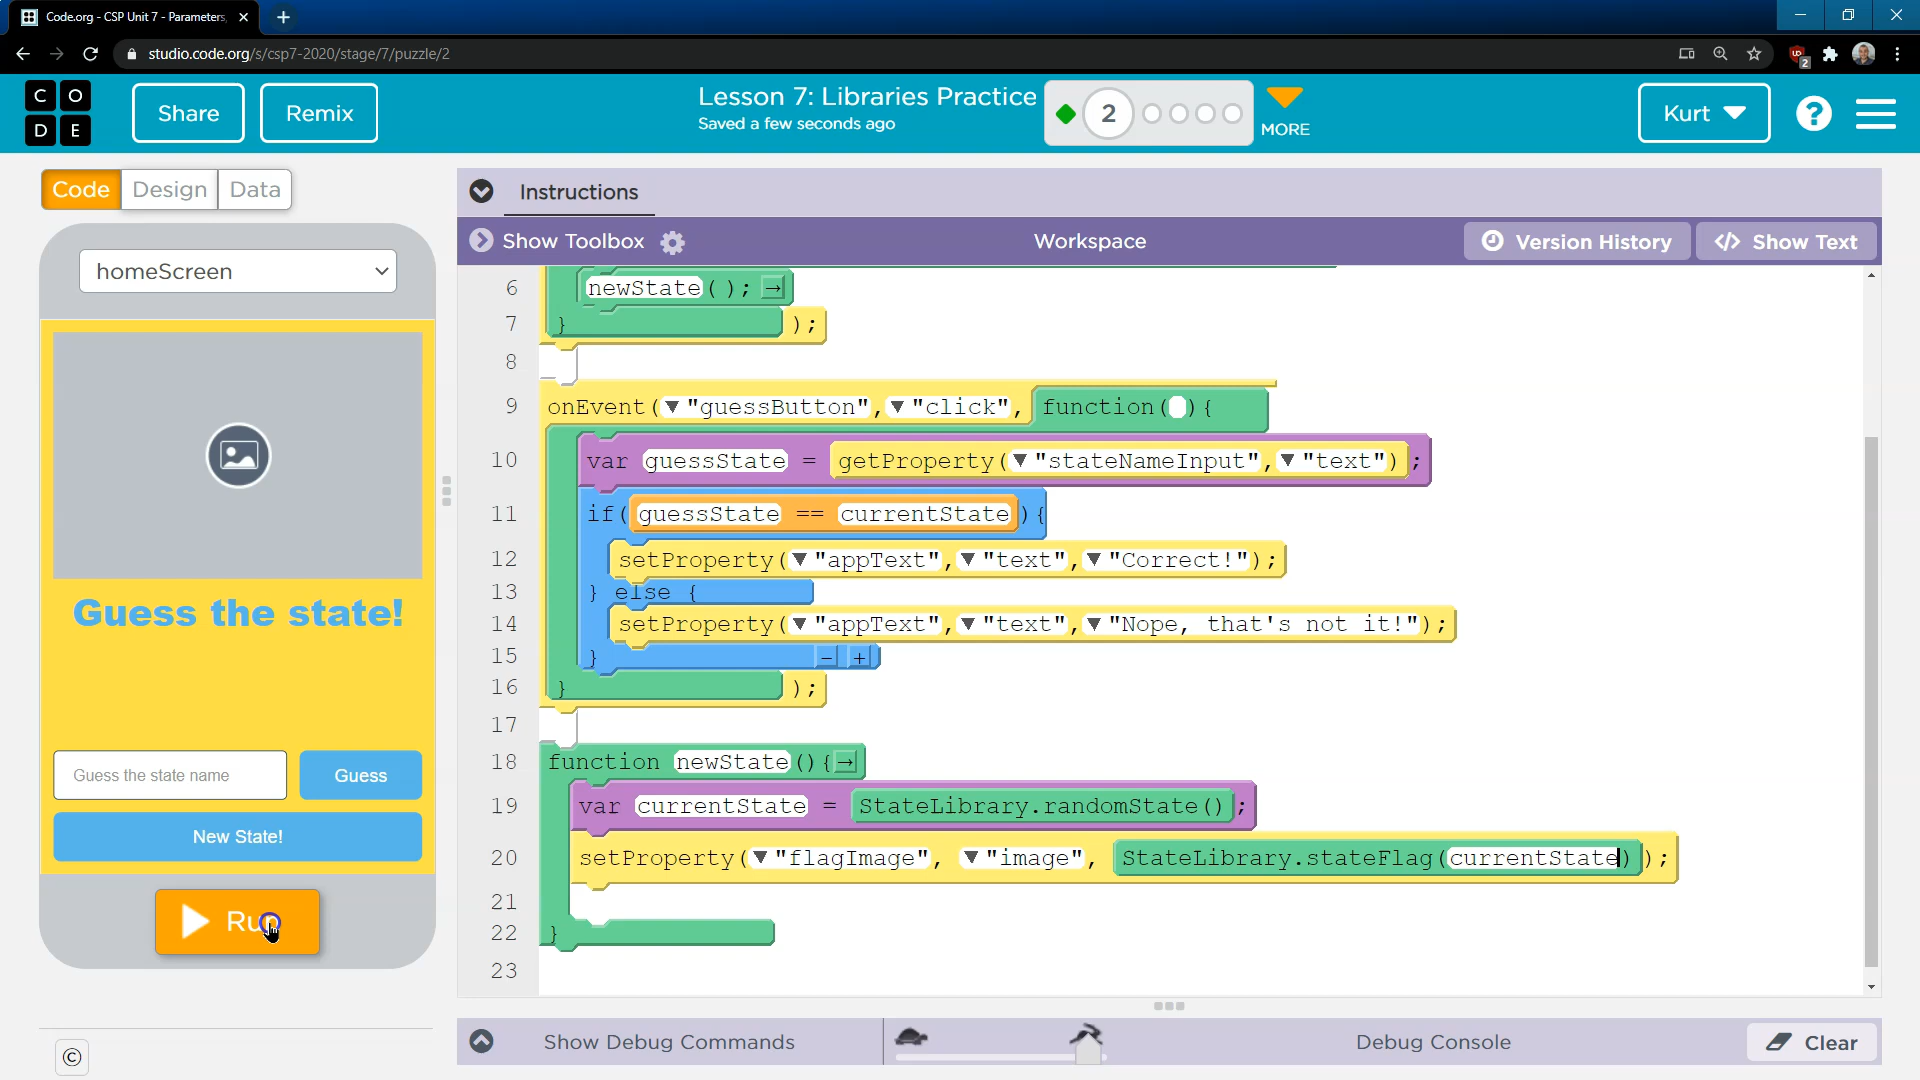 Code.org - CSP Unit 7 - Parameters,
studio.code.org/s/csp7-2020/stage/7/puzzle/2
2
C O
D E
Share
Remix
Lesson 7: Libraries Practice
Saved a few seconds ago
2
MORE
Kurt
?
Code
Design
Data
Instructions
Show Toolbox
Workspace
Version History
</> Show Text
homeScreen
Guess the state!
Guess the state name
Guess
New State!
Run
©
6 newState(); →
7 } );
8
9 onEvent(▼"guessButton",▼"click", function( ){
10 var guessState = getProperty(▼"stateNameInput",▼"text");
11 if(guessState == currentState){
12 setProperty(▼"appText",▼"text",▼"Correct!");
13 } else {
14 setProperty(▼"appText",▼"text",▼"Nope, that's not it!");
15 } - +
16 } );
17
18 function newState(){→
19 var currentState = StateLibrary.randomState();
20 setProperty(▼"flagImage", ▼"image", StateLibrary.stateFlag(currentState));
21
22 }
23
Show Debug Commands
Debug Console
Clear